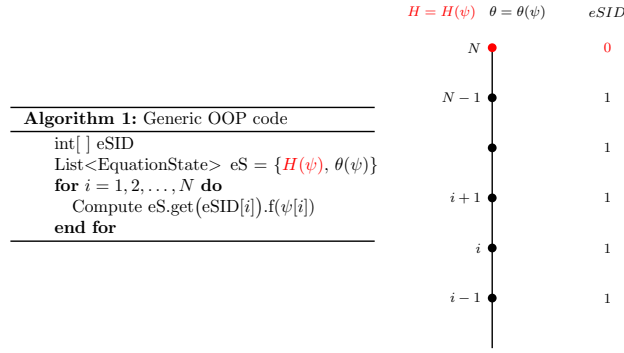 H = H(ψ) θ = θ(ψ) eSID
N 0
N − 1 1
1
i + 1 1
i 1
i − 1 1
Algorithm 1: Generic OOP code
int[ ] eSID
List<EquationState> eS = {H(ψ), θ(ψ)}
for i = 1, 2, . . . , N do
Compute eS.get(eSID[i]).f(ψ[i])
end for